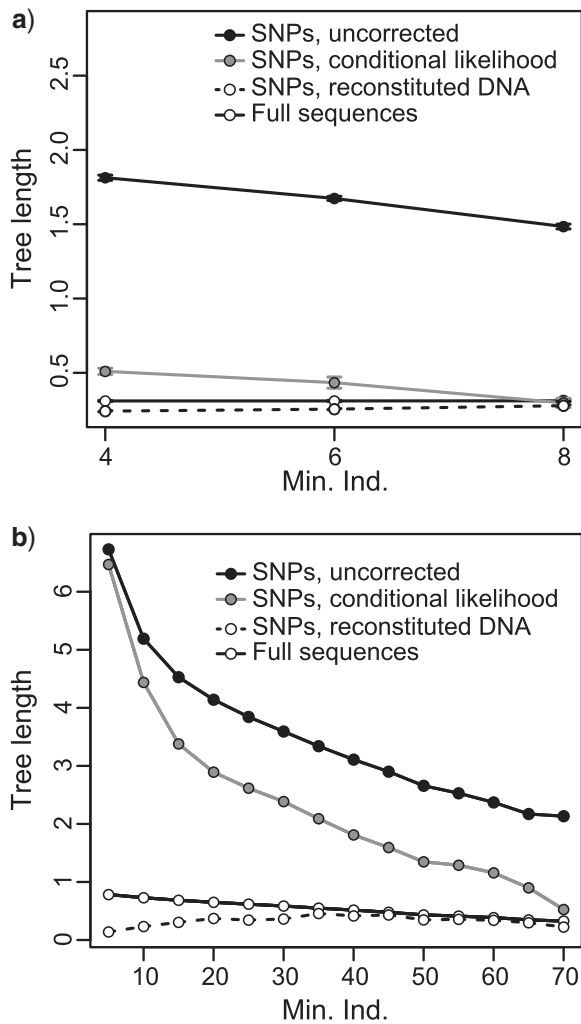 a)
SNPs, uncorrected
SNPs, conditional likelihood
SNPs, reconstituted DNA
Full sequences
Tree length
2.5
2.0
1.5
1.0
0.5
4 6 8
Min. Ind.
b)
SNPs, uncorrected
SNPs, conditional likelihood
SNPs, reconstituted DNA
Full sequences
Tree length
6
5
4
3
2
1
0
10 20 30 40 50 60 70
Min. Ind.